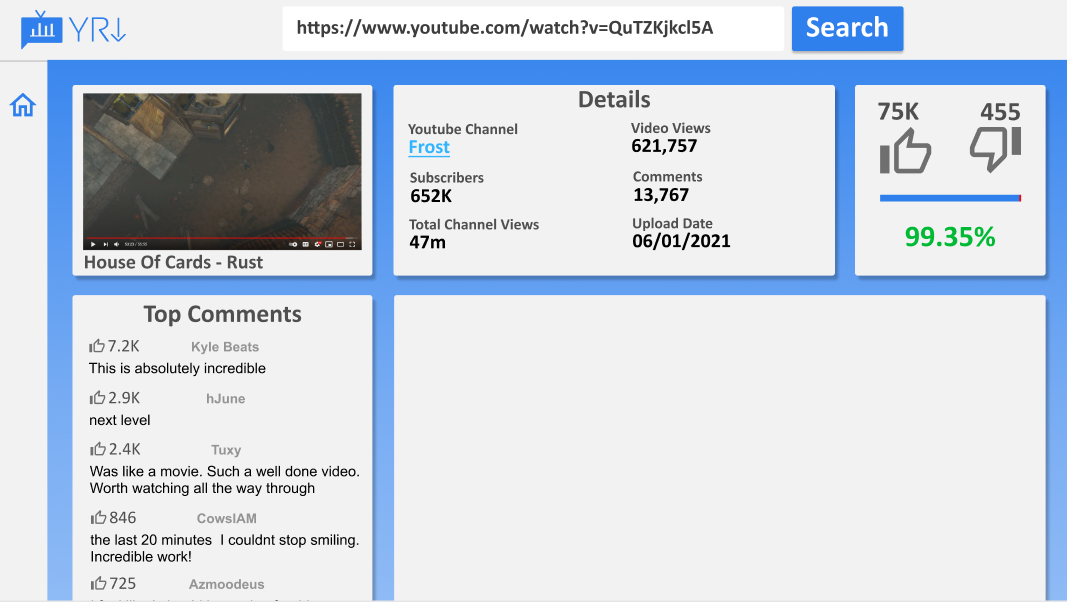 YR
https://www.youtube.com/watch?v=QuTZKjkcl5A
Search
House Of Cards - Rust
Details
Youtube Channel
Frost
Subscribers
652K
Total Channel Views
47m
Video Views
621,757
Comments
13,767
Upload Date
06/01/2021
75K
455
99.35%
Top Comments
7.2K Kyle Beats
This is absolutely incredible
2.9K hJune
next level
2.4K Tuxy
Was like a movie. Such a well done video.
Worth watching all the way through
846 CowsIAM
the last 20 minutes  I couldnt stop smiling.
Incredible work!
725 Azmoodeus